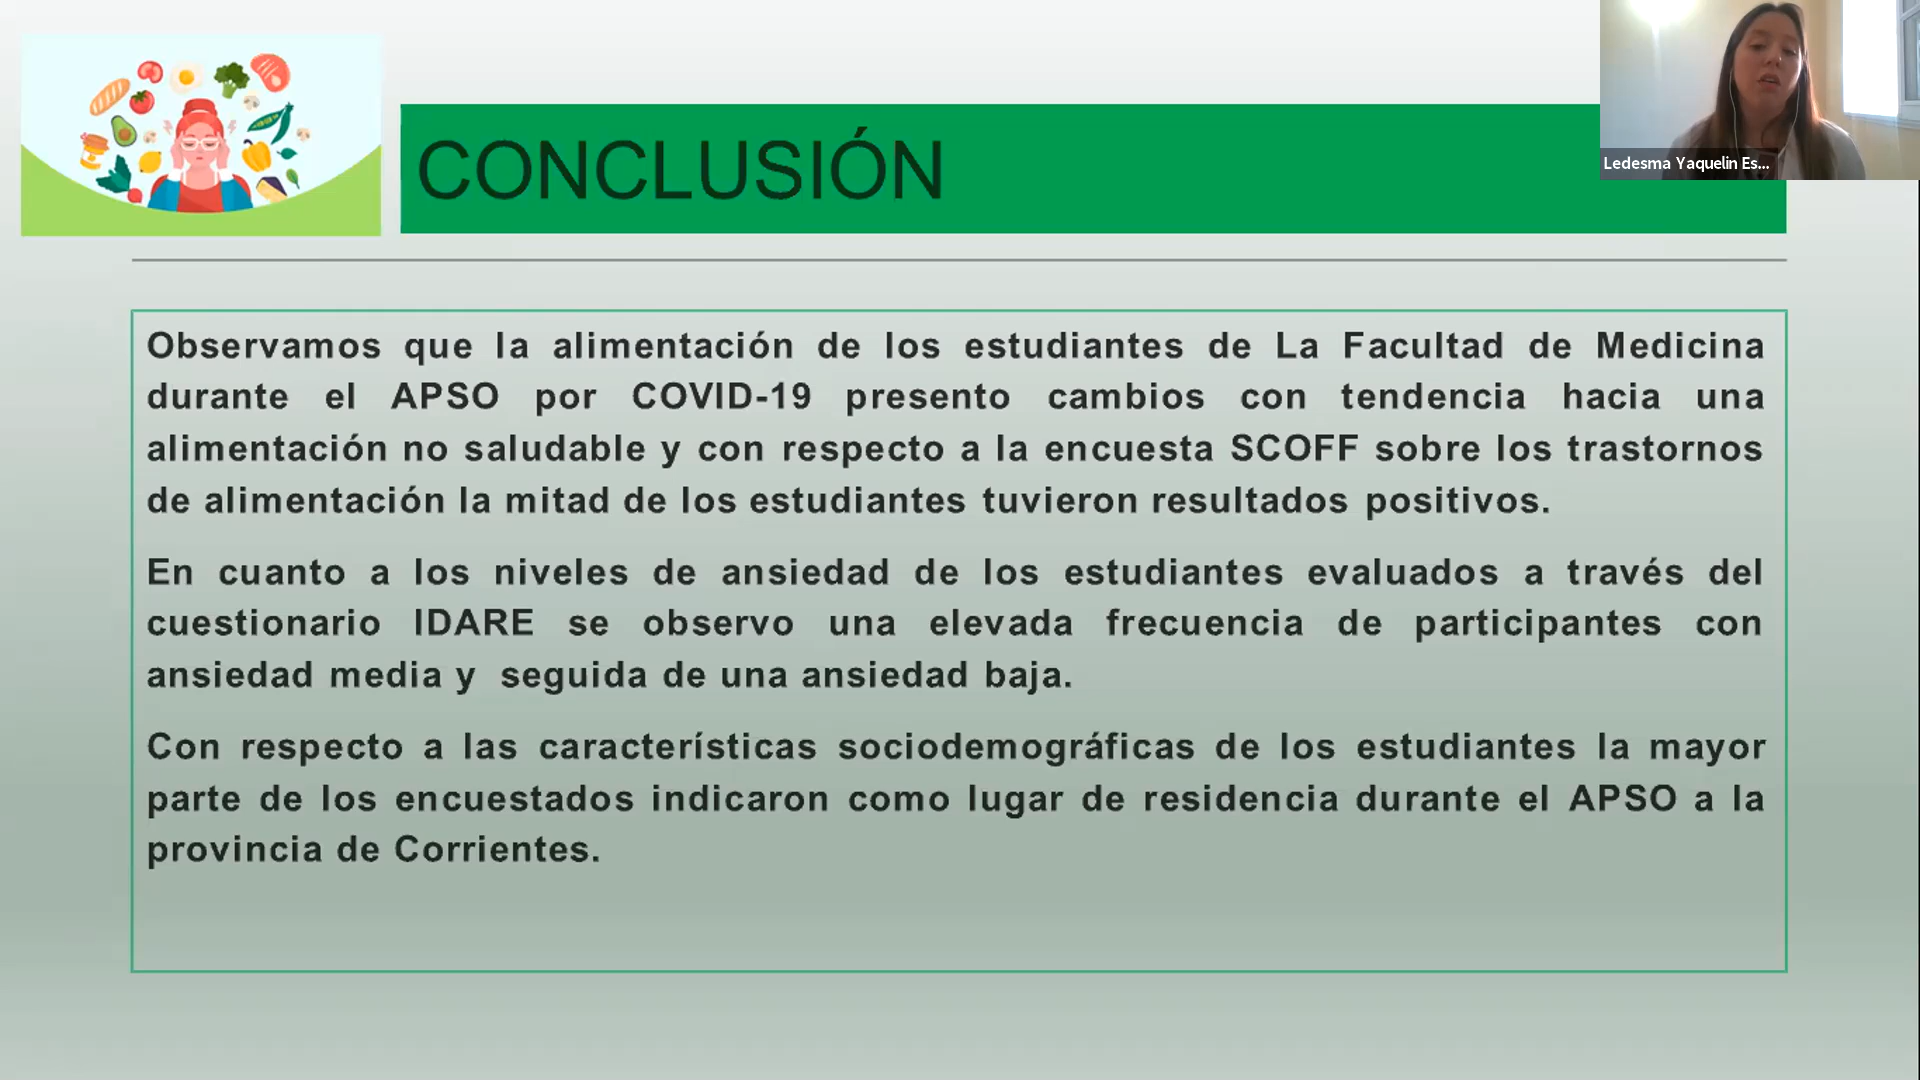 CONCLUSIÓN
Ledesma Yaquelin Es...
Observamos que la alimentación de los estudiantes de La Facultad de Medicina
durante el APSO por COVID-19 presento cambios con tendencia hacia una
alimentación no saludable y con respecto a la encuesta SCOFF sobre los trastornos
de alimentación la mitad de los estudiantes tuvieron resultados positivos.
En cuanto a los niveles de ansiedad de los estudiantes evaluados a través del
cuestionario IDARE se observo una elevada frecuencia de participantes con
ansiedad media y seguida de una ansiedad baja.
Con respecto a las características sociodemográficas de los estudiantes la mayor
parte de los encuestados indicaron como lugar de residencia durante el APSO a la
provincia de Corrientes.